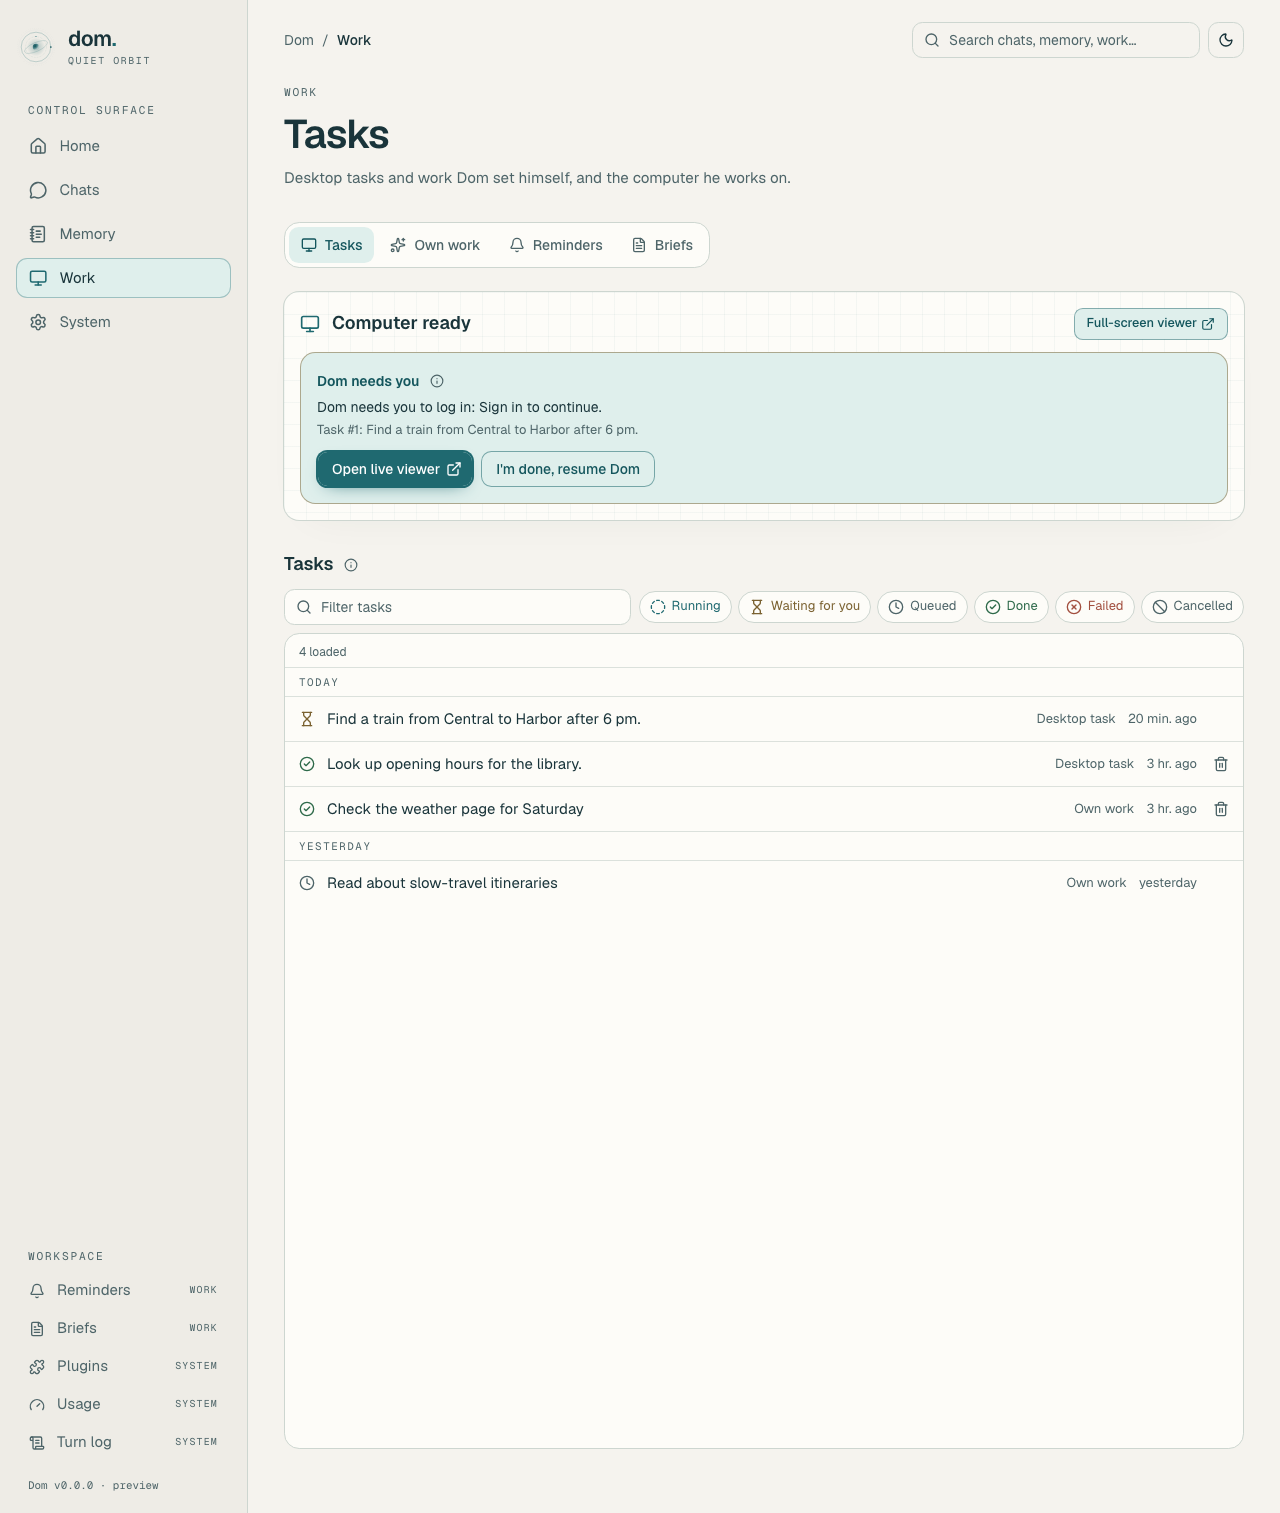 dom.
QUIET ORBIT
CONTROL SURFACE
Home
Chats
Memory
Work
System
WORKSPACE
Reminders WORK
Briefs WORK
Plugins SYSTEM
Usage SYSTEM
Turn log SYSTEM
Dom v0.0.0 · preview
Dom / Work
Search chats, memory, work…
WORK
Tasks
Desktop tasks and work Dom set himself, and the computer he works on.
Tasks Own work Reminders Briefs
Computer ready
Full-screen viewer
Dom needs you
Dom needs you to log in: Sign in to continue.
Task #1: Find a train from Central to Harbor after 6 pm.
Open live viewer I'm done, resume Dom
Tasks
Filter tasks
Running Waiting for you Queued Done Failed Cancelled
4 loaded
TODAY
Find a train from Central to Harbor after 6 pm. Desktop task 20 min. ago
Look up opening hours for the library. Desktop task 3 hr. ago
Check the weather page for Saturday Own work 3 hr. ago
YESTERDAY
Read about slow-travel itineraries Own work yesterday